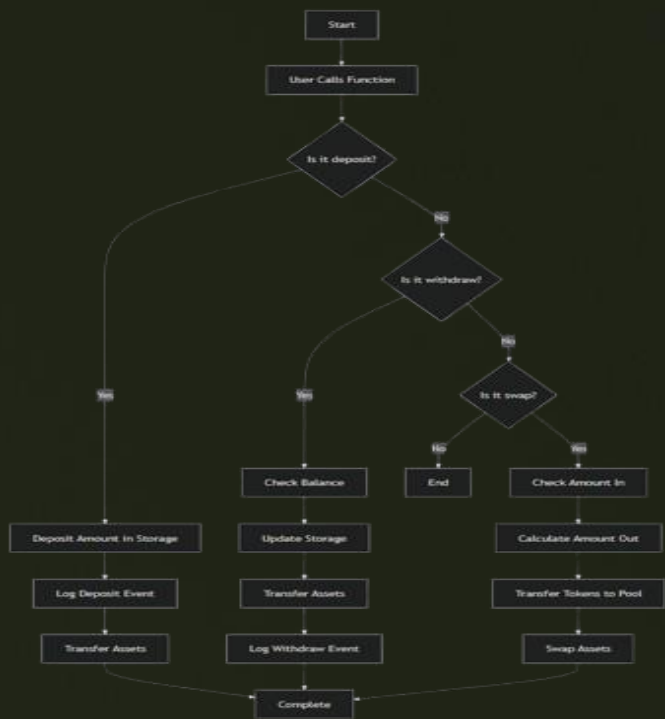 Start
User Calls Function
Is it deposit?
No
Is it withdraw?
No
Yes
Yes
Is it swap?
No
Yes
Check Balance
End
Check Amount In
Deposit Amount in Storage
Update Storage
Calculate Amount Out
Log Deposit Event
Transfer Assets
Transfer Tokens to Pool
Transfer Assets
Log Withdraw Event
Swap Assets
Complete